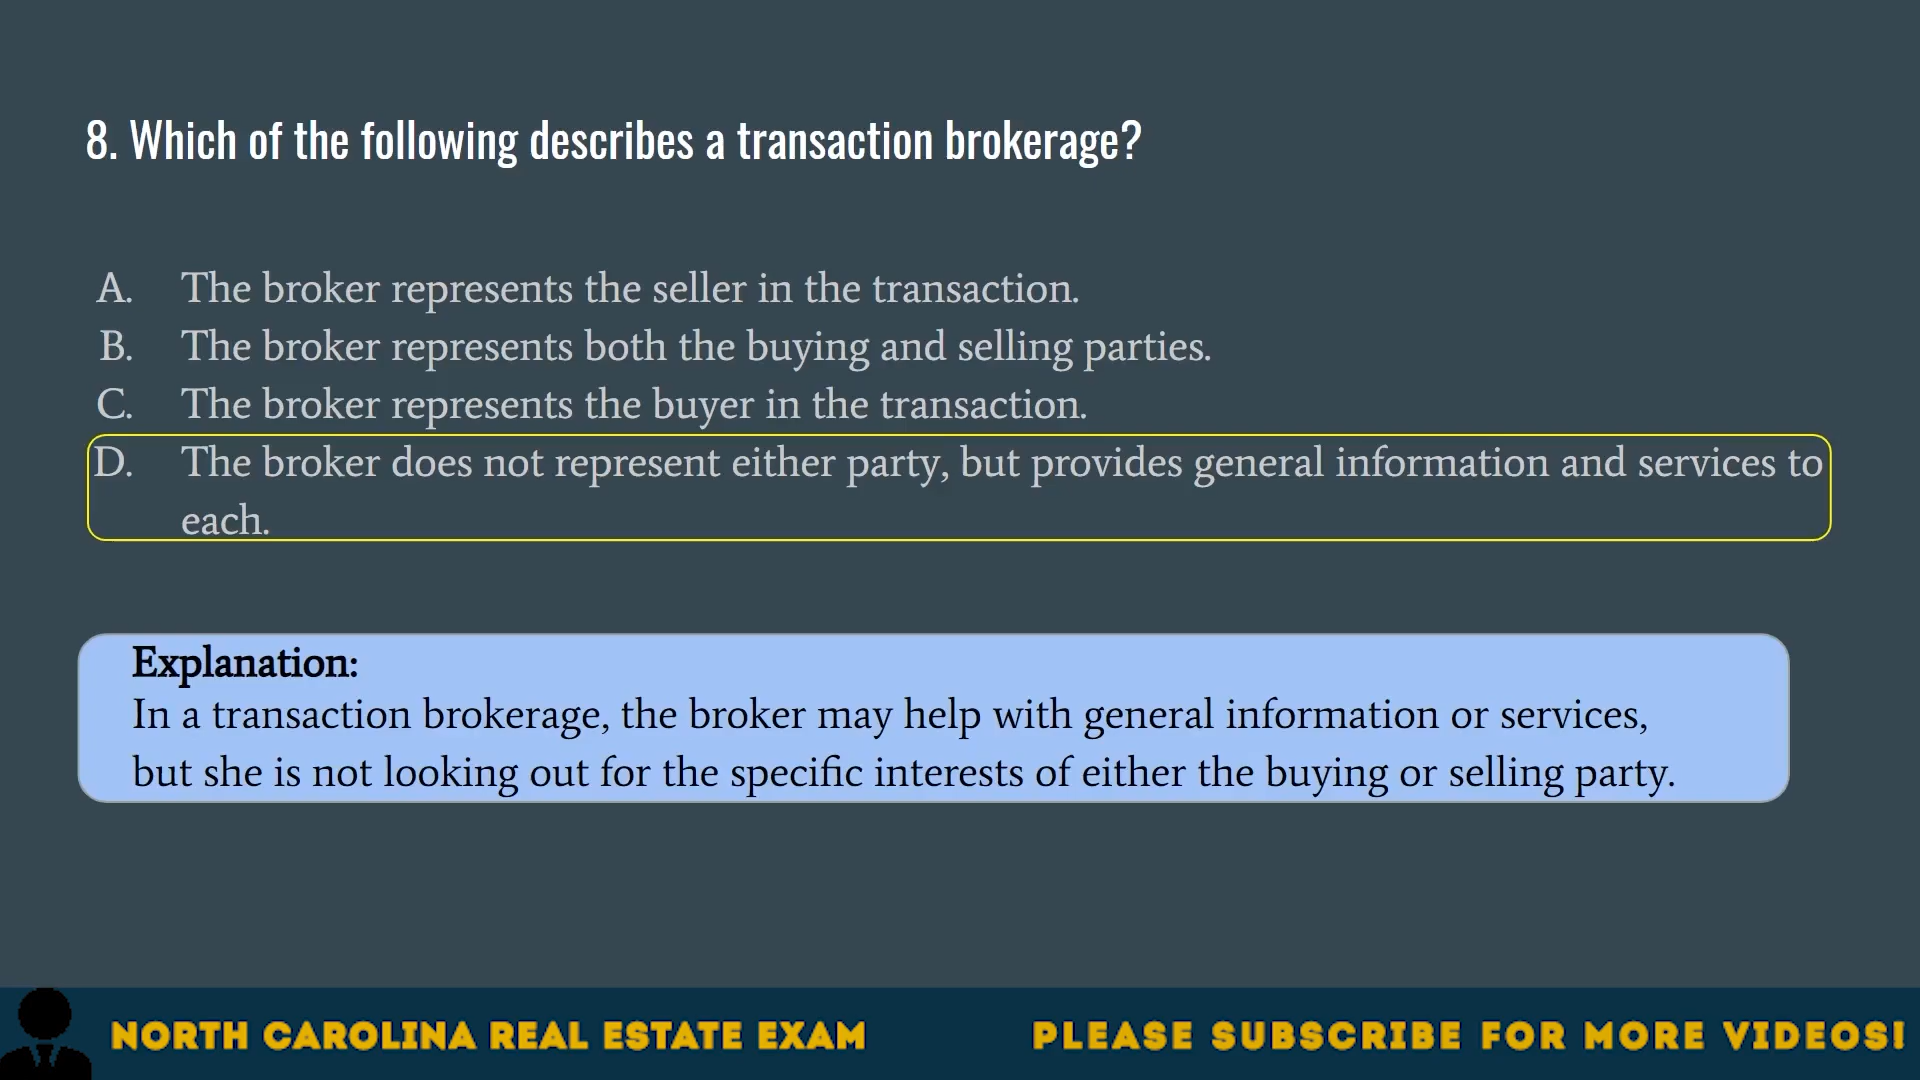 8. Which of the following describes a transaction brokerage?
A. The broker represents the seller in the transaction.
B. The broker represents both the buying and selling parties.
C. The broker represents the buyer in the transaction.
D. The broker does not represent either party, but provides general information and services to
each.
Explanation:
In a transaction brokerage, the broker may help with general information or services,
but she is not looking out for the specific interests of either the buying or selling party.
NORTH CAROLINA REAL ESTATE EXAM
PLEASE SUBSCRIBE FOR MORE VIDEOS!